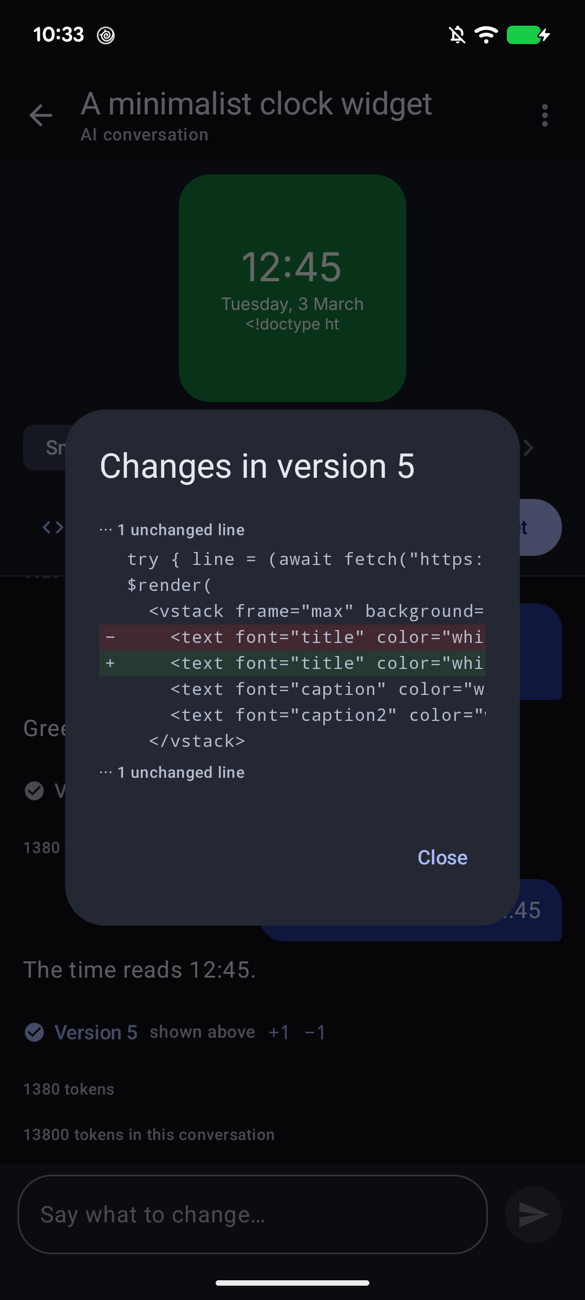 10:33
A minimalist clock widget
AI conversation
12:45
Tuesday, 3 March
<!doctype ht
Changes in version 5
··· 1 unchanged line
try { line = (await fetch("https:
$render(
<vstack frame="max" background=
− <text font="title" color="whi
+ <text font="title" color="whi
<text font="caption" color="w
<text font="caption2" color="
</vstack>
··· 1 unchanged line
Close
1380
.45
The time reads 12:45.
Version 5 shown above +1 −1
1380 tokens
13800 tokens in this conversation
Say what to change…